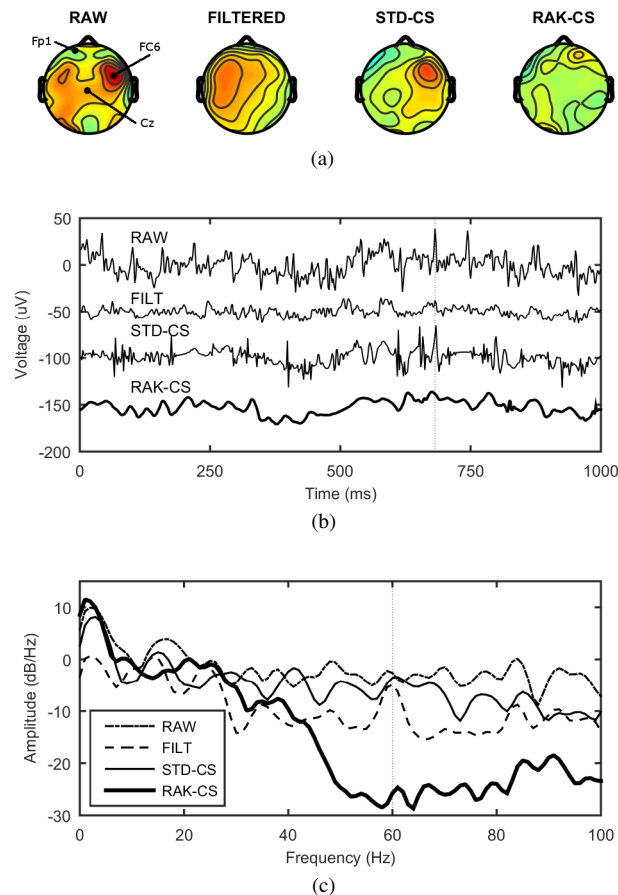 RAW FILTERED STD-CS RAK-CS
Fp1 FC6
Cz
(a)
50
RAW
0
FILT
-50
STD-CS
-100
RAK-CS
-150
-200
Voltage (uV)
0 250 500 750 1000
Time (ms)
(b)
10
0
-10
-20
-30
Amplitude (dB/Hz)
RAW
FILT
STD-CS
RAK-CS
0 20 40 60 80 100
Frequency (Hz)
(c)